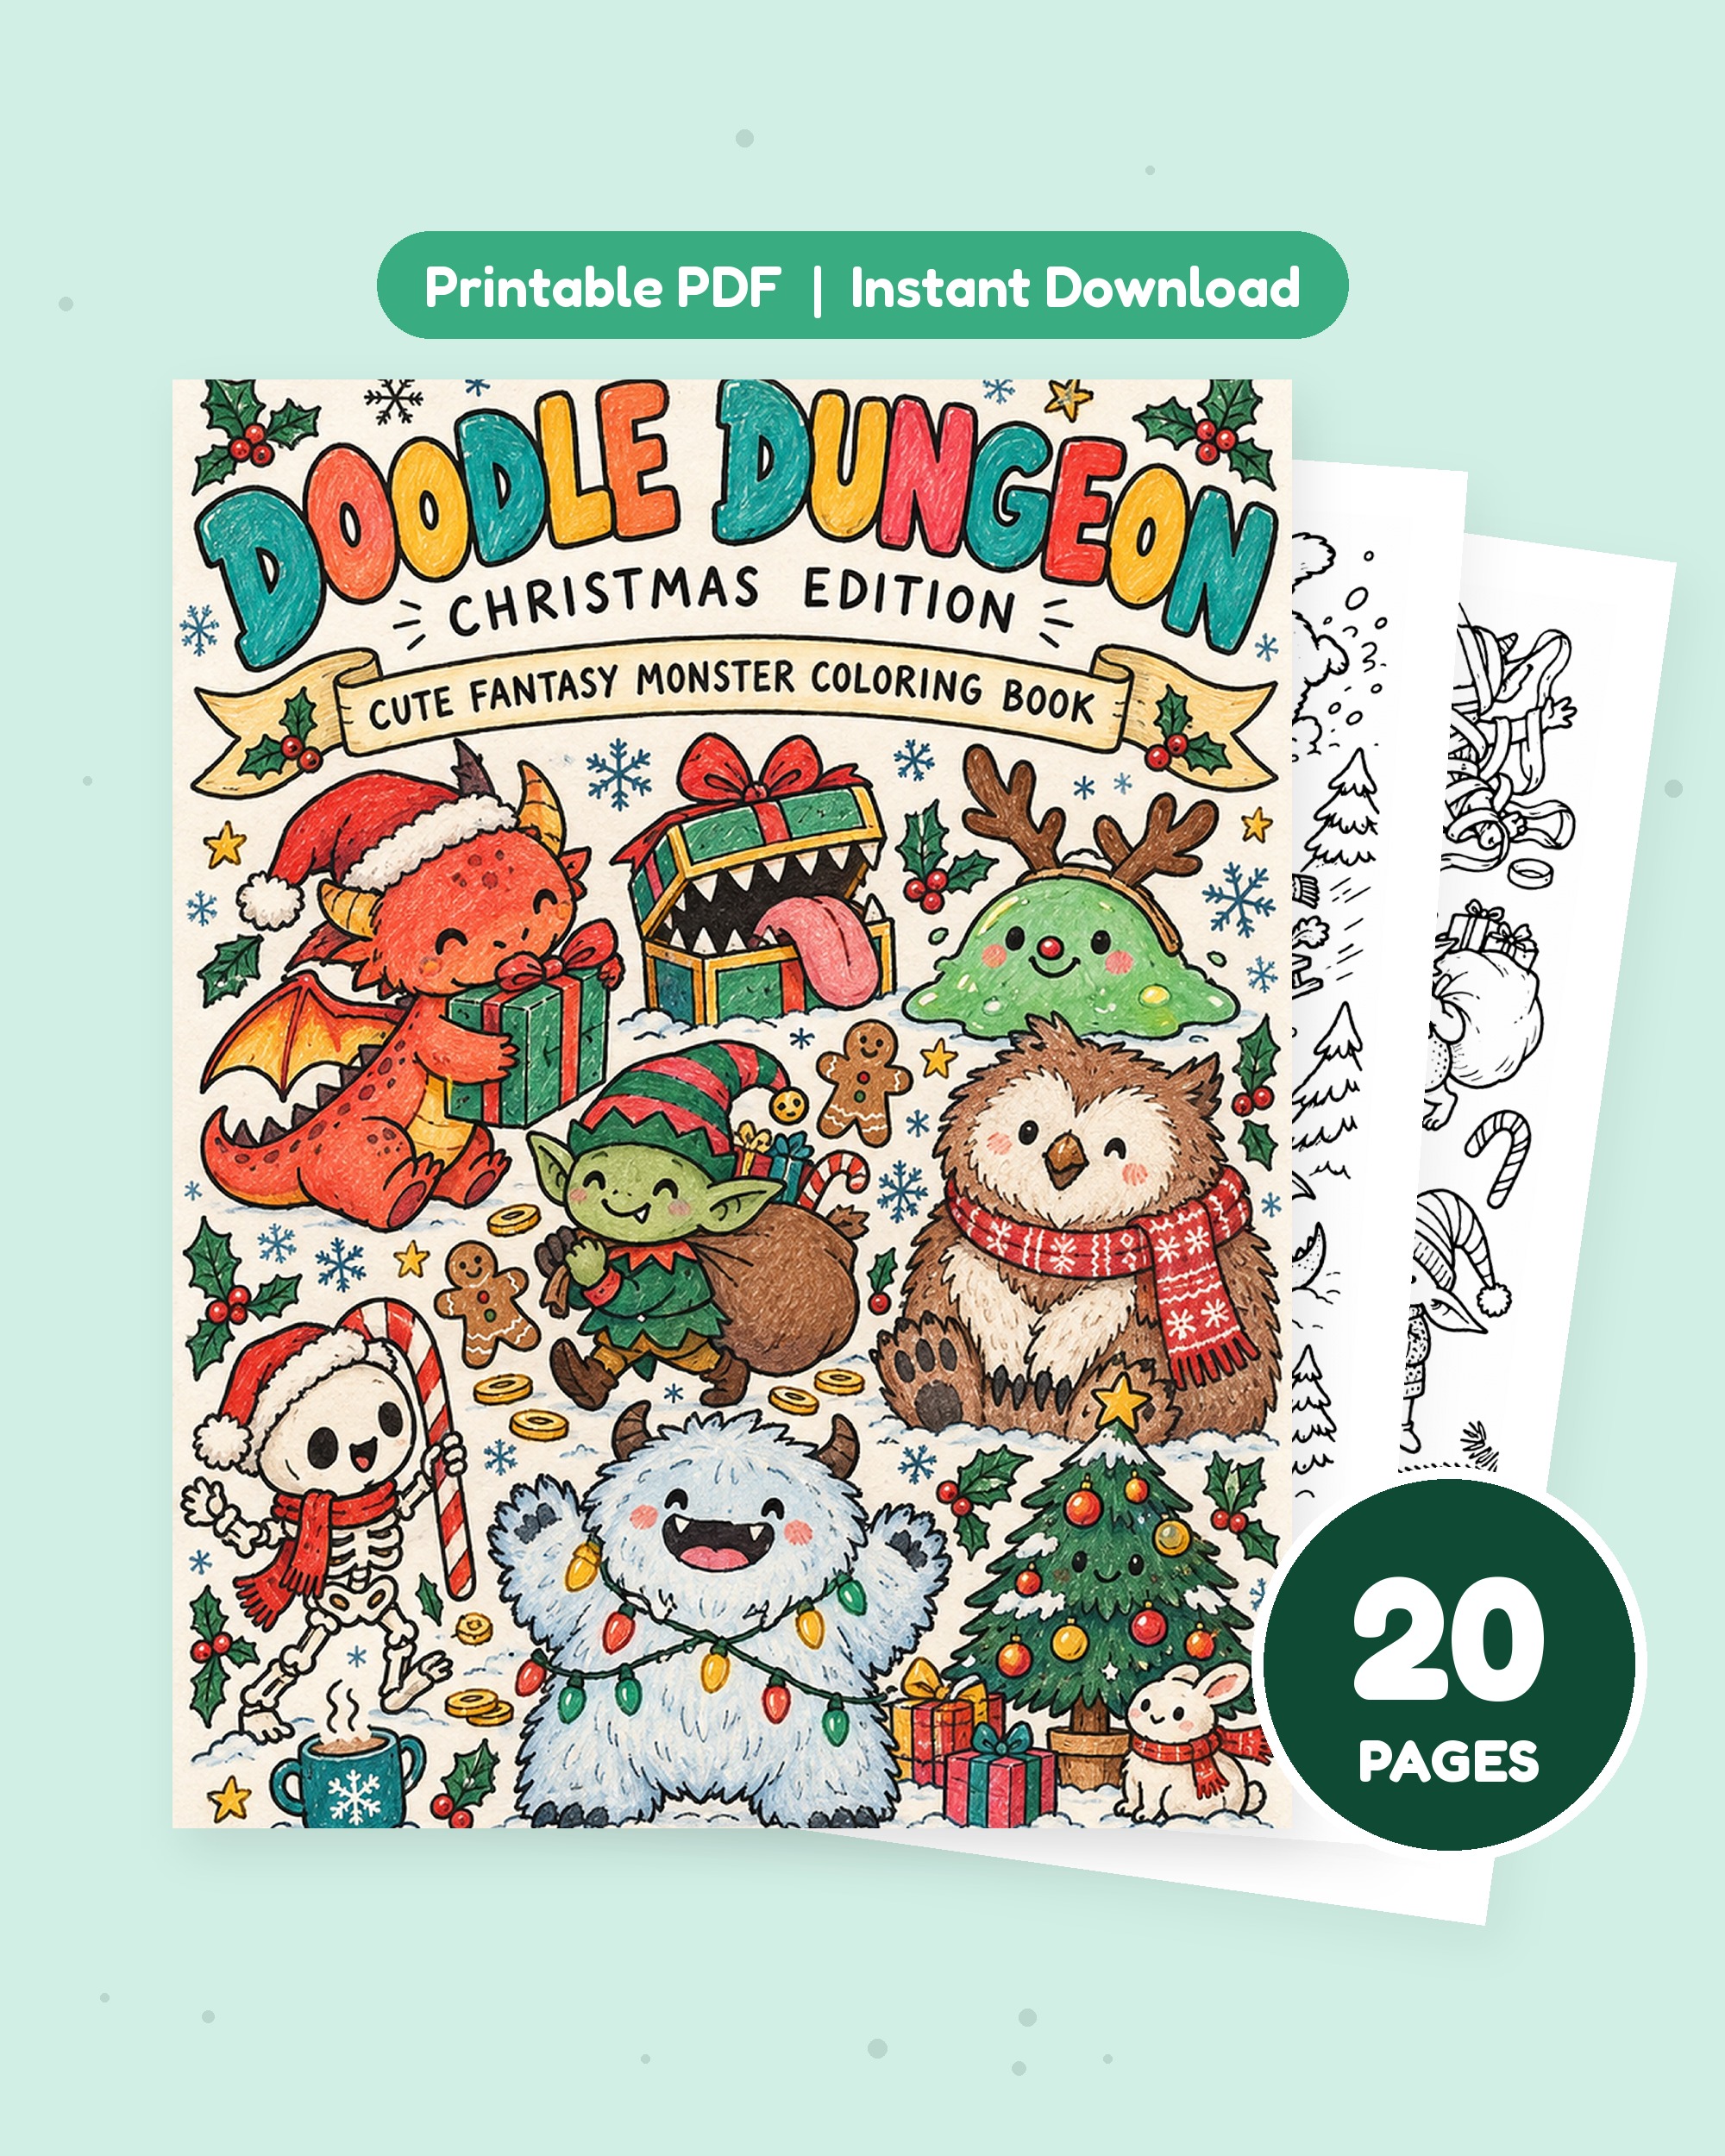 Printable PDF | Instant Download
DOODLE DUNGEON
CHRISTMAS EDITION
CUTE FANTASY MONSTER COLORING BOOK
20
PAGES